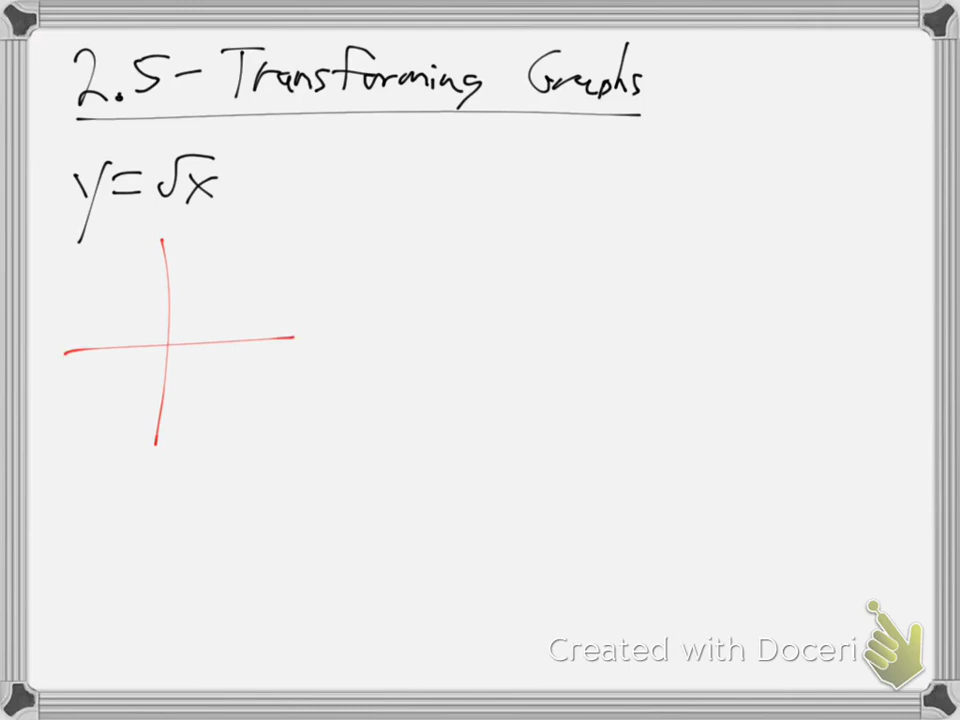 2.5 - Transforming Graphs
y = √x
Created with Doceri